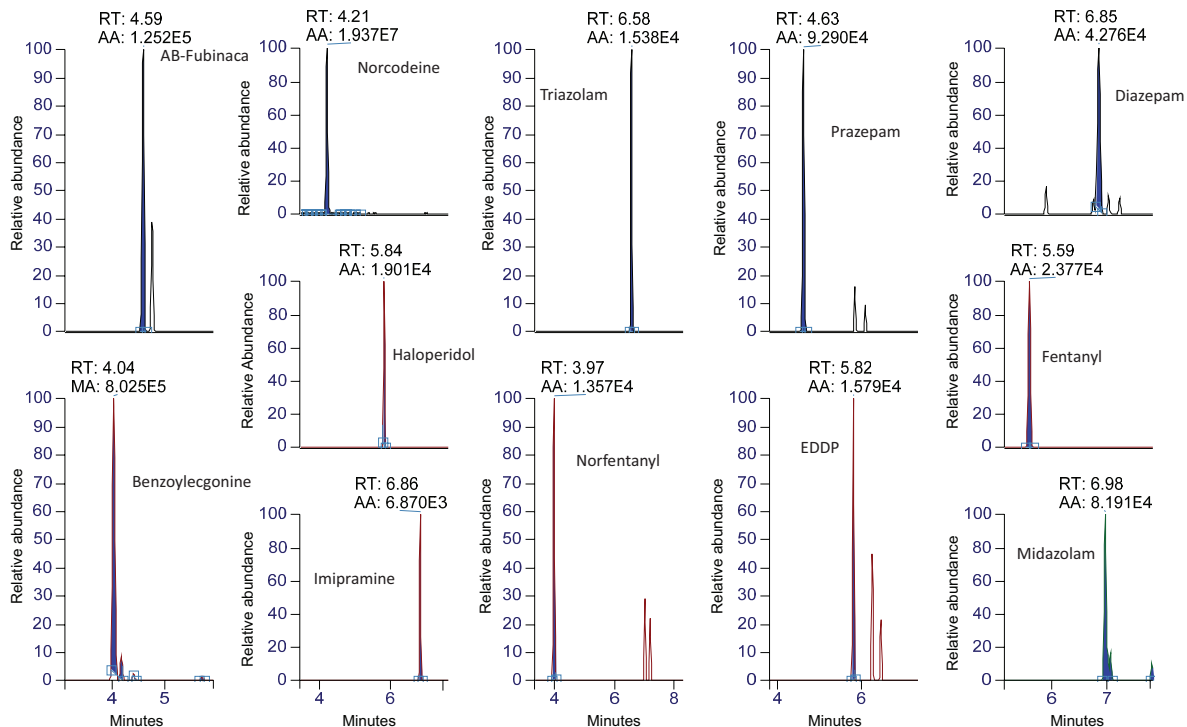 RT: 4.59
AA: 1.252E5
AB-Fubinaca
100
90
80
70
60
50
40
30
20
10
0
Relative abundance
RT: 4.21
AA: 1.937E7
Norcodeine
100
80
60
40
20
0
Relative abundance
RT: 6.58
AA: 1.538E4
Triazolam
100
90
80
70
60
50
40
30
20
10
0
Relative abundance
RT: 4.63
AA: 9.290E4
Prazepam
100
90
80
70
60
50
40
30
20
10
0
Relative abundance
RT: 6.85
AA: 4.276E4
Diazepam
100
80
60
40
20
0
Relative abundance
RT: 5.84
AA: 1.901E4
Haloperidol
100
80
60
40
20
0
Relative Abundance
RT: 5.59
AA: 2.377E4
Fentanyl
100
80
60
40
20
0
Relative abundance
RT: 4.04
MA: 8.025E5
Benzoylecgonine
100
90
80
70
60
50
40
30
20
10
0
Relative abundance
4 5
Minutes
RT: 6.86
AA: 6.870E3
Imipramine
100
80
60
40
20
0
Relative abundance
4 6
Minutes
RT: 3.97
AA: 1.357E4
Norfentanyl
100
90
80
70
60
50
40
30
20
10
0
Relative abundance
4 6 8
Minutes
RT: 5.82
AA: 1.579E4
EDDP
100
90
80
70
60
50
40
30
20
10
0
Relative abundance
4 6
Minutes
RT: 6.98
AA: 8.191E4
Midazolam
100
80
60
40
20
0
Relative abundance
6 7
Minutes